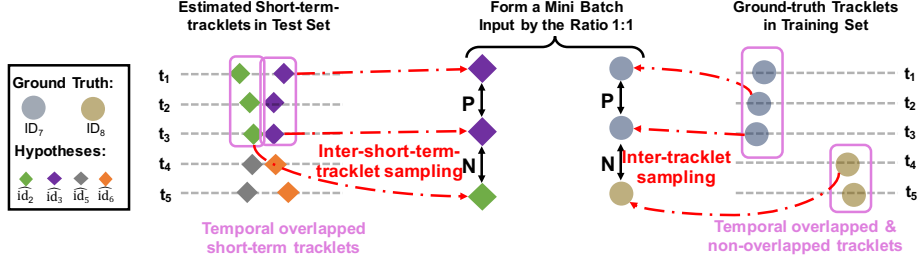 Estimated Short-term-
tracklets in Test Set
Form a Mini Batch
Input by the Ratio 1:1
Ground-truth Tracklets
in Training Set
Ground Truth:
ID7 ID8
Hypotheses:
id2 id3 id5 id6
t1
t2
t3
t4
t5
P
N
P
N
Inter-short-term-
tracklet sampling
Inter-tracklet
sampling
t1
t2
t3
t4
t5
Temporal overlapped
short-term tracklets
Temporal overlapped &
non-overlapped tracklets